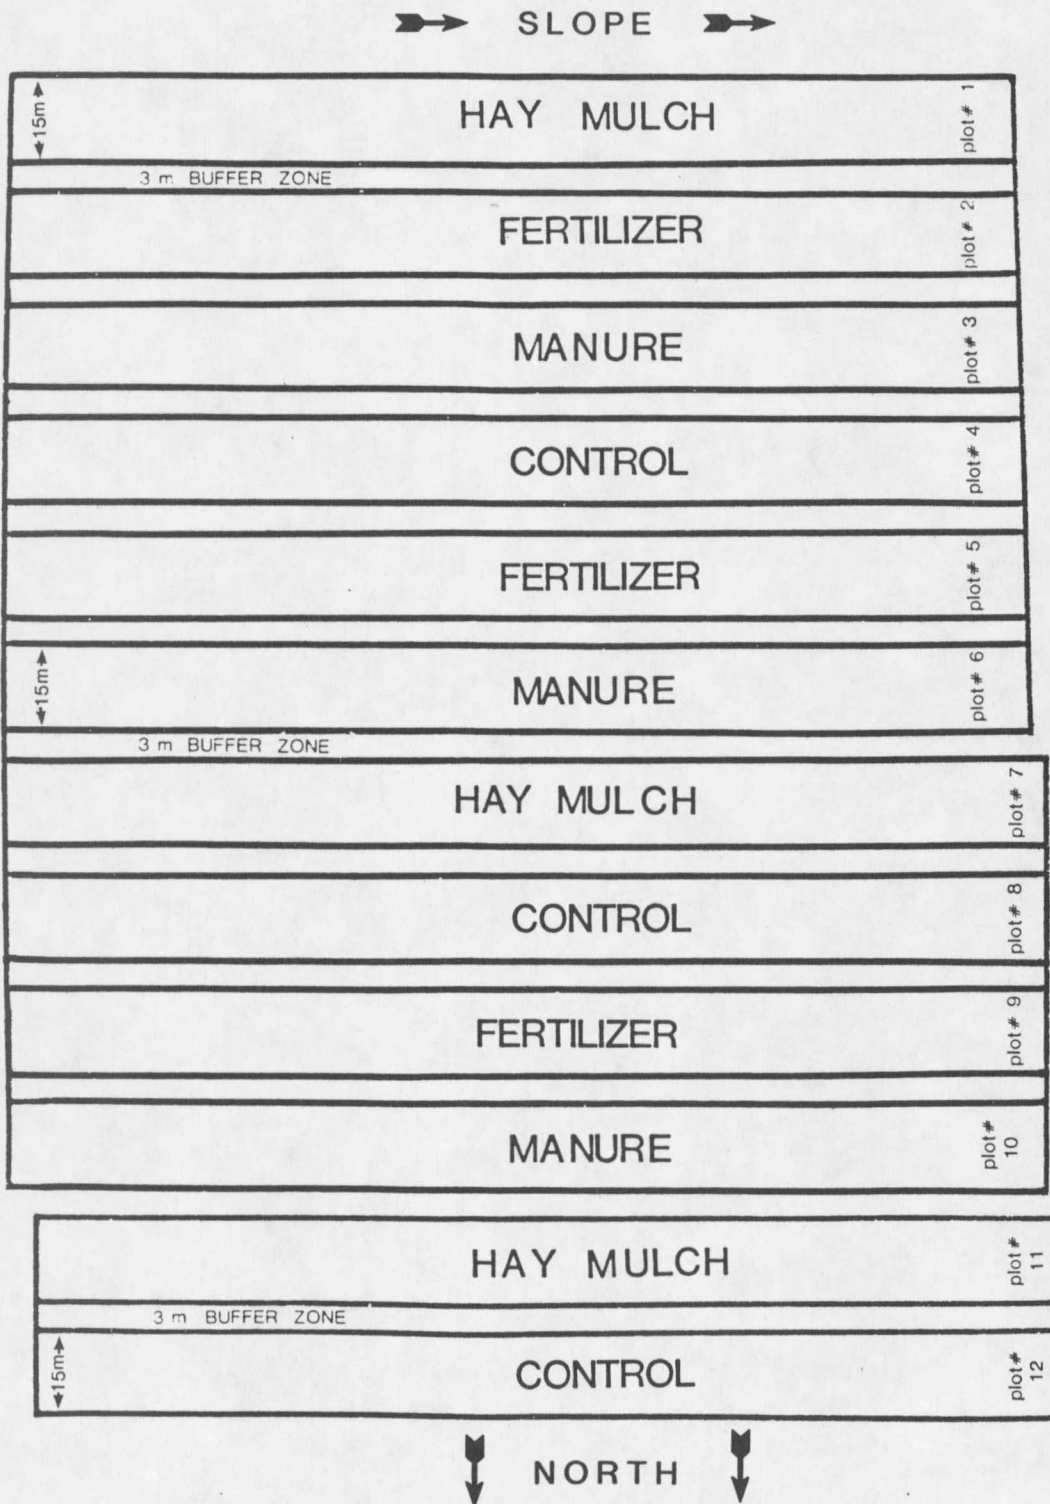 SLOPE
15m
HAY MULCH
plot# 1
3 m BUFFER ZONE
FERTILIZER
plot# 2
MANURE
plot# 3
CONTROL
plot# 4
FERTILIZER
plot# 5
15m
MANURE
plot# 6
3 m BUFFER ZONE
HAY MULCH
plot# 7
CONTROL
plot# 8
FERTILIZER
plot# 9
MANURE
plot#
10
HAY MULCH
plot#
11
3 m BUFFER ZONE
15m
CONTROL
plot#
12
NORTH